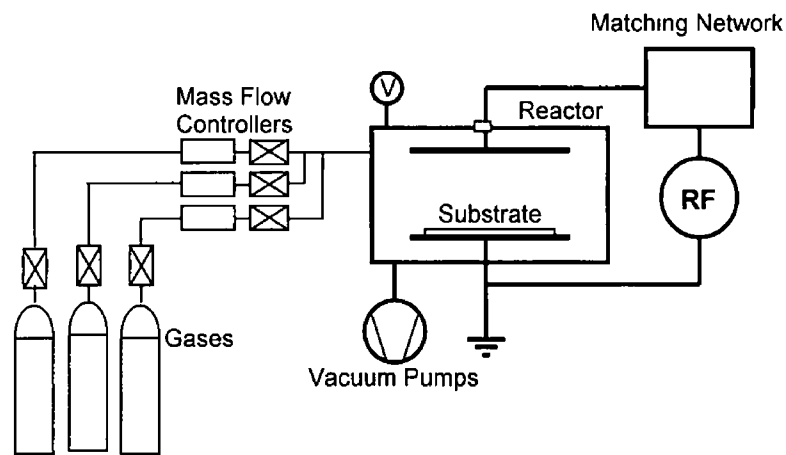 Matching Network
Mass Flow
Controllers
V
Reactor
RF
Substrate
Gases
Vacuum Pumps